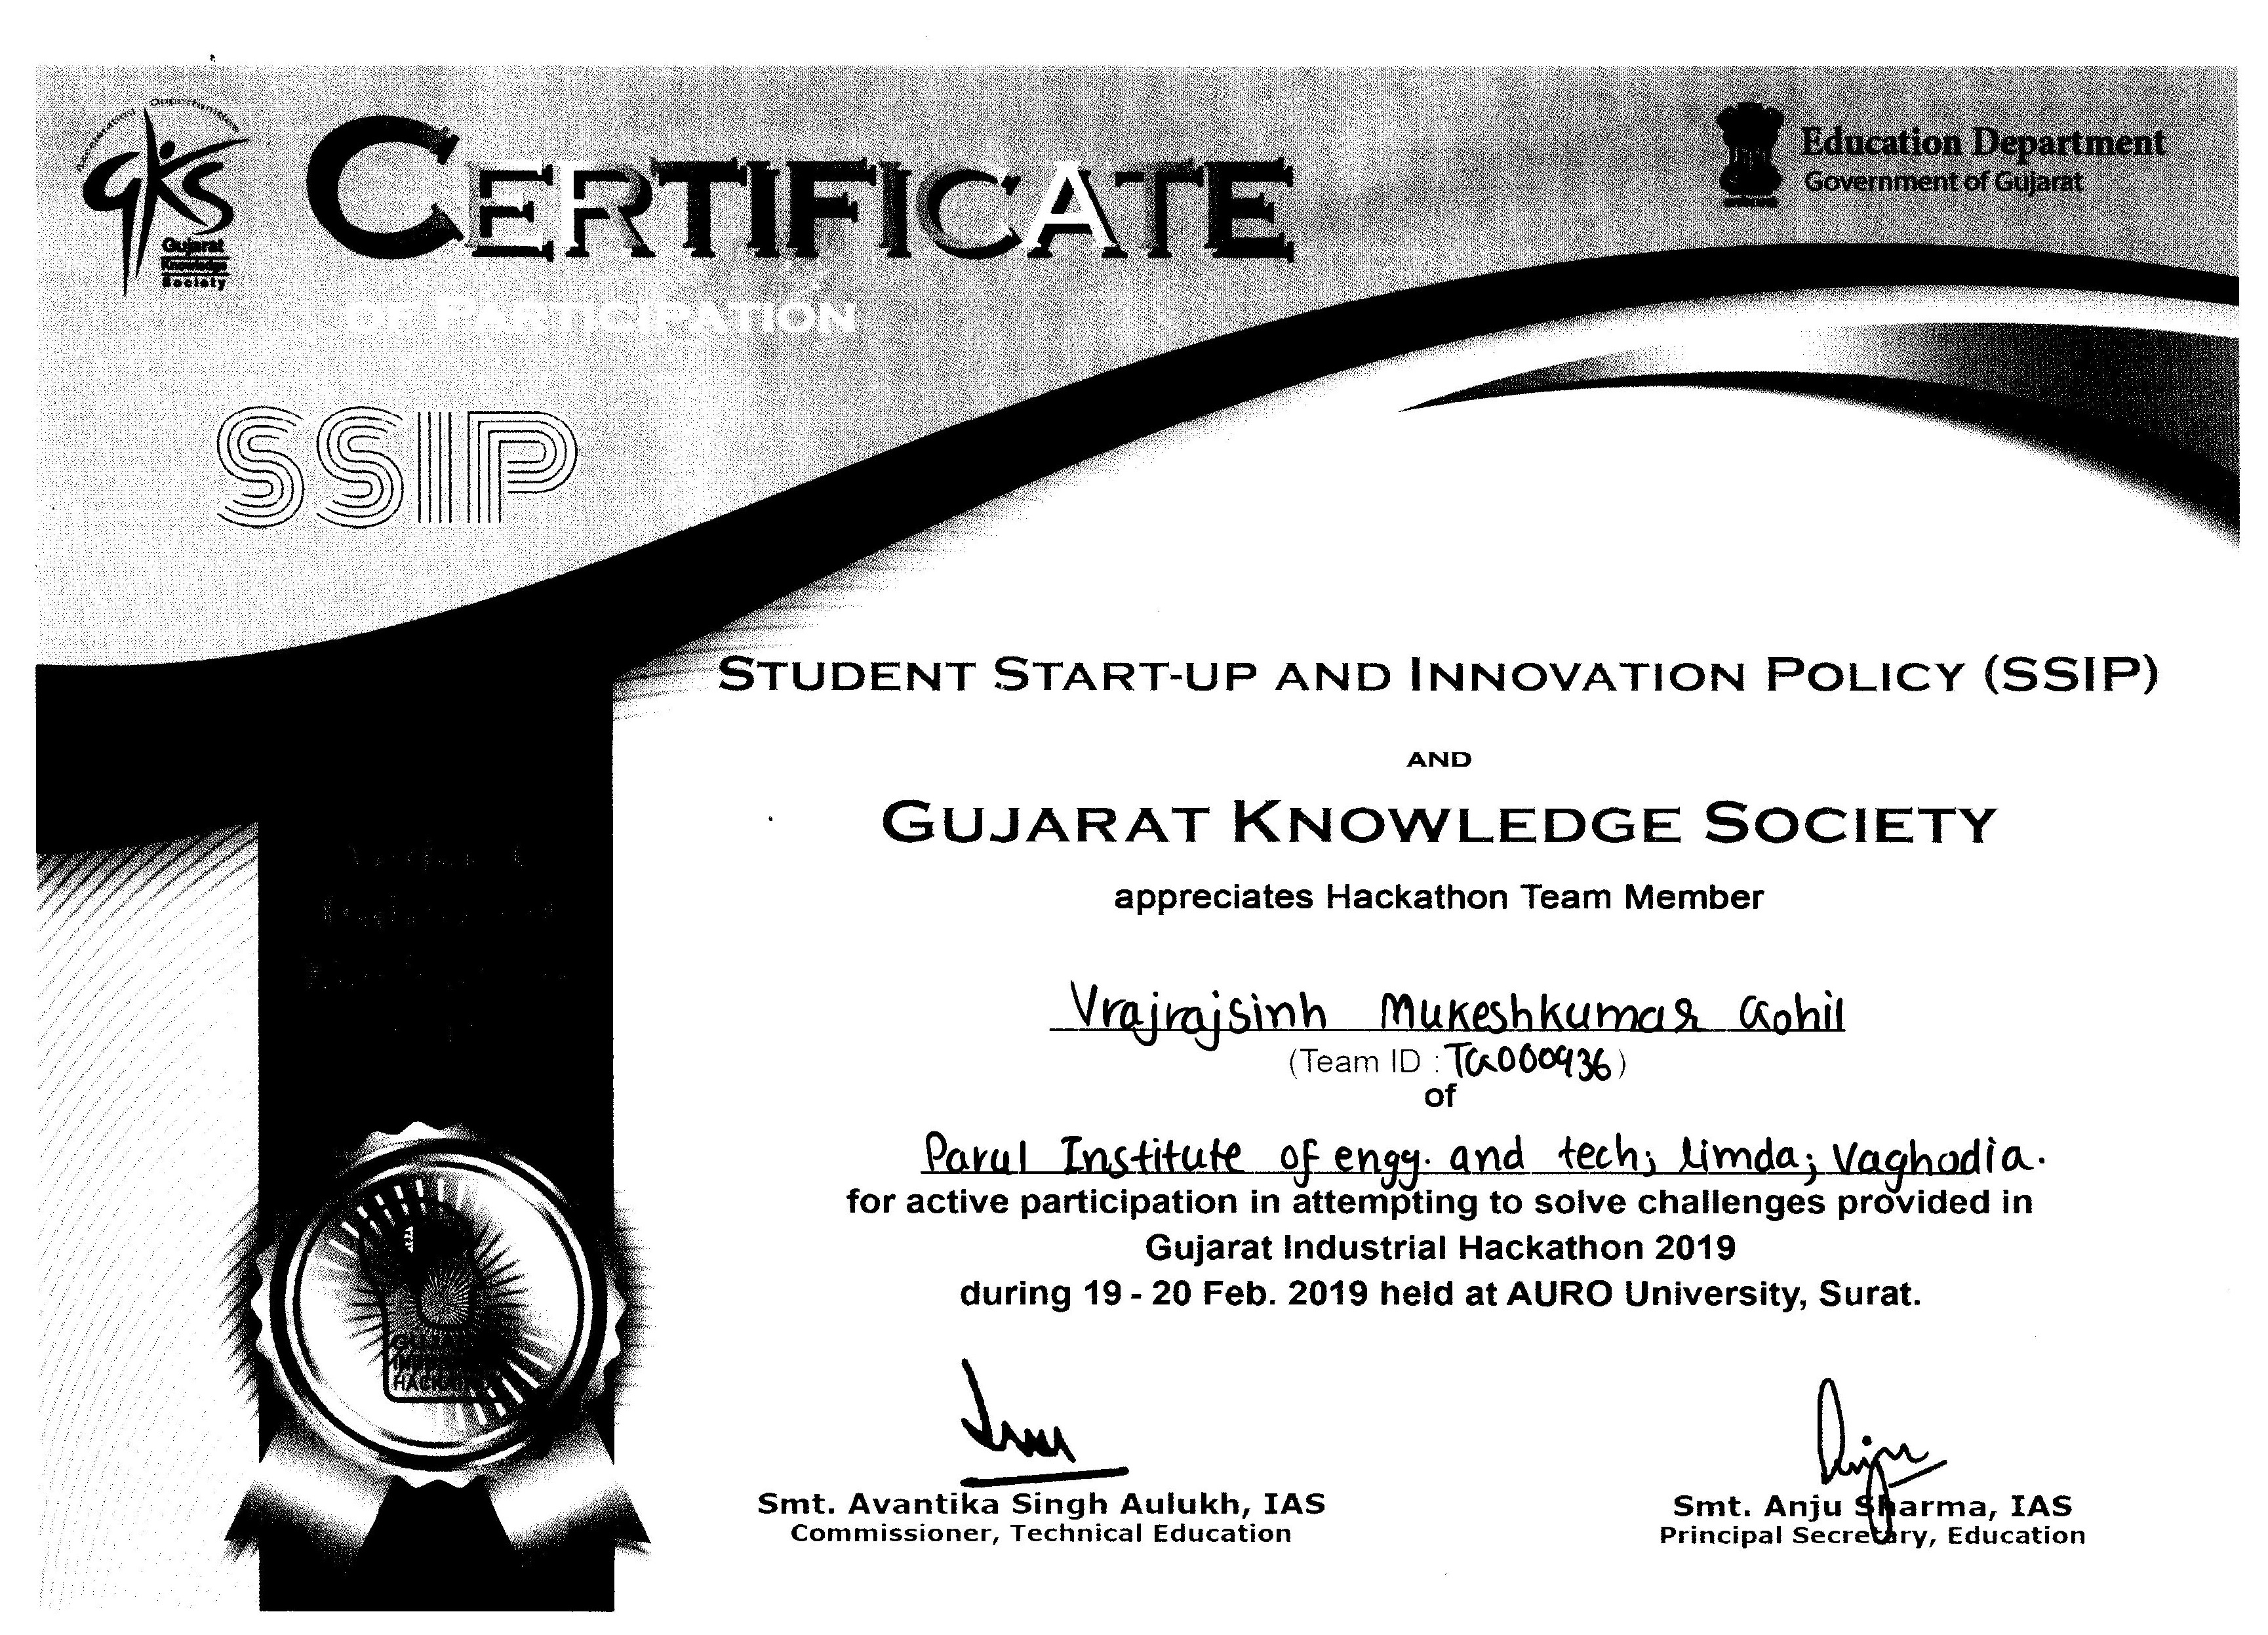 Accelerating Opportunities
GKS
Gujarat
Knowledge
Society
CERTIFICATE
OF PARTICIPATION
Education Department
Government of Gujarat
SSIP
STUDENT START-UP AND INNOVATION POLICY (SSIP)
AND
GUJARAT KNOWLEDGE SOCIETY
appreciates Hackathon Team Member
Vrajrajsinh Mukeshkumar Gohil
(Team ID : TG000936)
of
Parul Institute of engg. and tech; limda; Vaghodia.
for active participation in attempting to solve challenges provided in
Gujarat Industrial Hackathon 2019
during 19 - 20 Feb. 2019 held at AURO University, Surat.
Smt. Avantika Singh Aulukh, IAS
Commissioner, Technical Education
Smt. Anju Sharma, IAS
Principal Secretary, Education